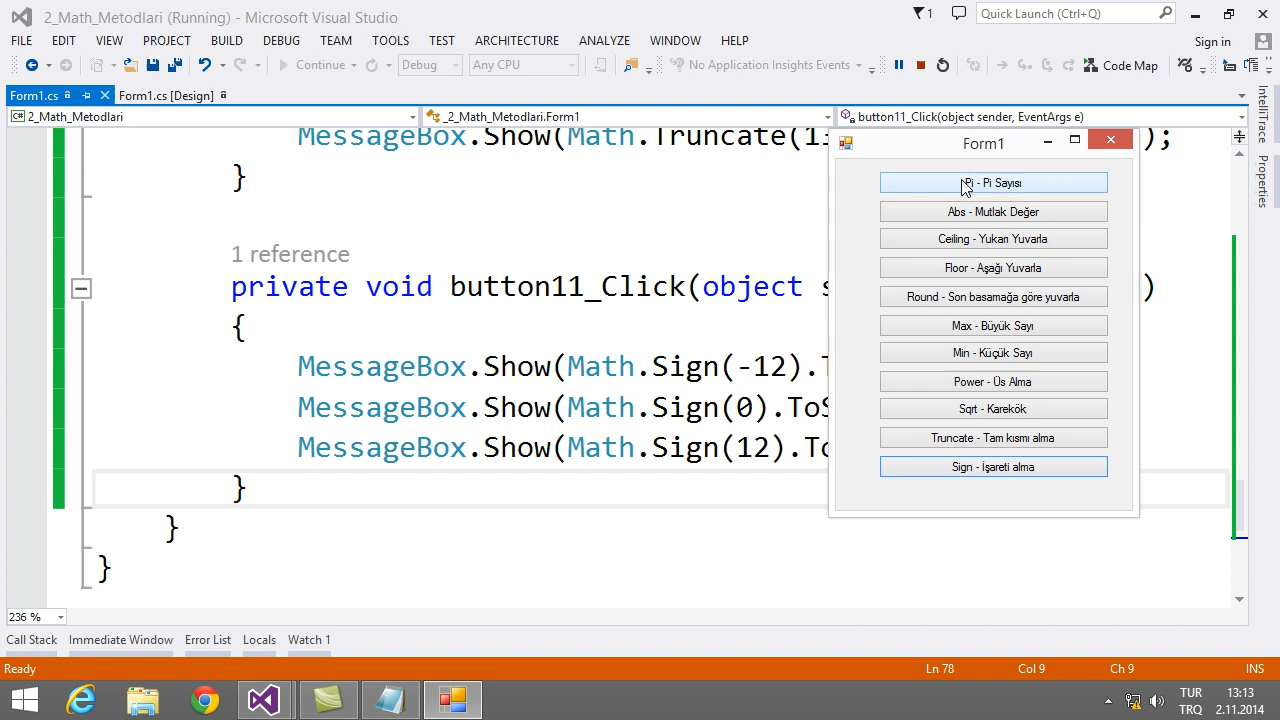 2_Math_Metodlari (Running) - Microsoft Visual Studio
1
Quick Launch (Ctrl+Q)
FILE EDIT VIEW PROJECT BUILD DEBUG TEAM TOOLS TEST ARCHITECTURE ANALYZE WINDOW HELP
Sign in
Continue Debug Any CPU No Application Insights Events Code Map
Form1.cs Form1.cs [Design]
2_Math_Metodlari _2_Math_Metodlari.Form1 button11_Click(object sender, EventArgs e)
MessageBox.Show(Math.Truncate( );
}
1 reference
private void button11_Click(object s )
{
MessageBox.Show(Math.Sign(-12).T
MessageBox.Show(Math.Sign(0).ToS
MessageBox.Show(Math.Sign(12).To
}
}
}
Form1
Pi - Pi Sayısı
Abs - Mutlak Değer
Ceiling - Yukarı Yuvarla
Floor - Aşağı Yuvarla
Round - Son basamağa göre yuvarla
Max - Büyük Sayı
Min - Küçük Sayı
Power - Üs Alma
Sqrt - Karekök
Truncate - Tam kısmı alma
Sign - İşareti alma
IntelliTrace
Properties
236 %
Call Stack Immediate Window Error List Locals Watch 1
Ready Ln 78 Col 9 Ch 9 INS
TUR 13:13
TRQ 2.11.2014